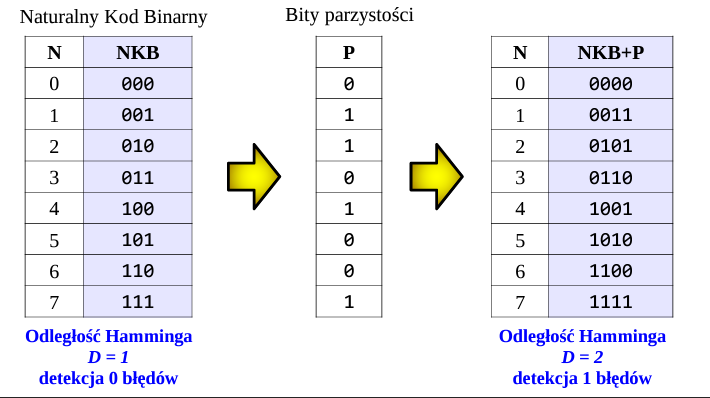 Naturalny Kod Binarny
Bity parzystości
N NKB
0 000
1 001
2 010
3 011
4 100
5 101
6 110
7 111
P
0
1
1
0
1
0
0
1
N NKB+P
0 0000
1 0011
2 0101
3 0110
4 1001
5 1010
6 1100
7 1111
Odległość Hamminga
D = 1
detekcja 0 błędów
Odległość Hamminga
D = 2
detekcja 1 błędów